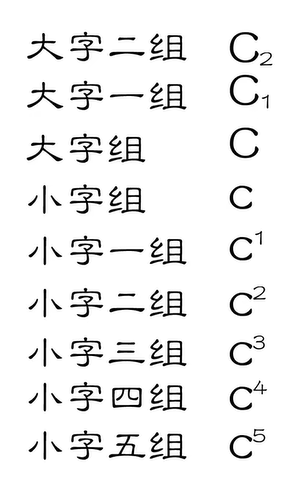 大字二组 C₂
大字一组 C₁
大字组 C
小字组 c
小字一组 c¹
小字二组 c²
小字三组 c³
小字四组 c⁴
小字五组 c⁵